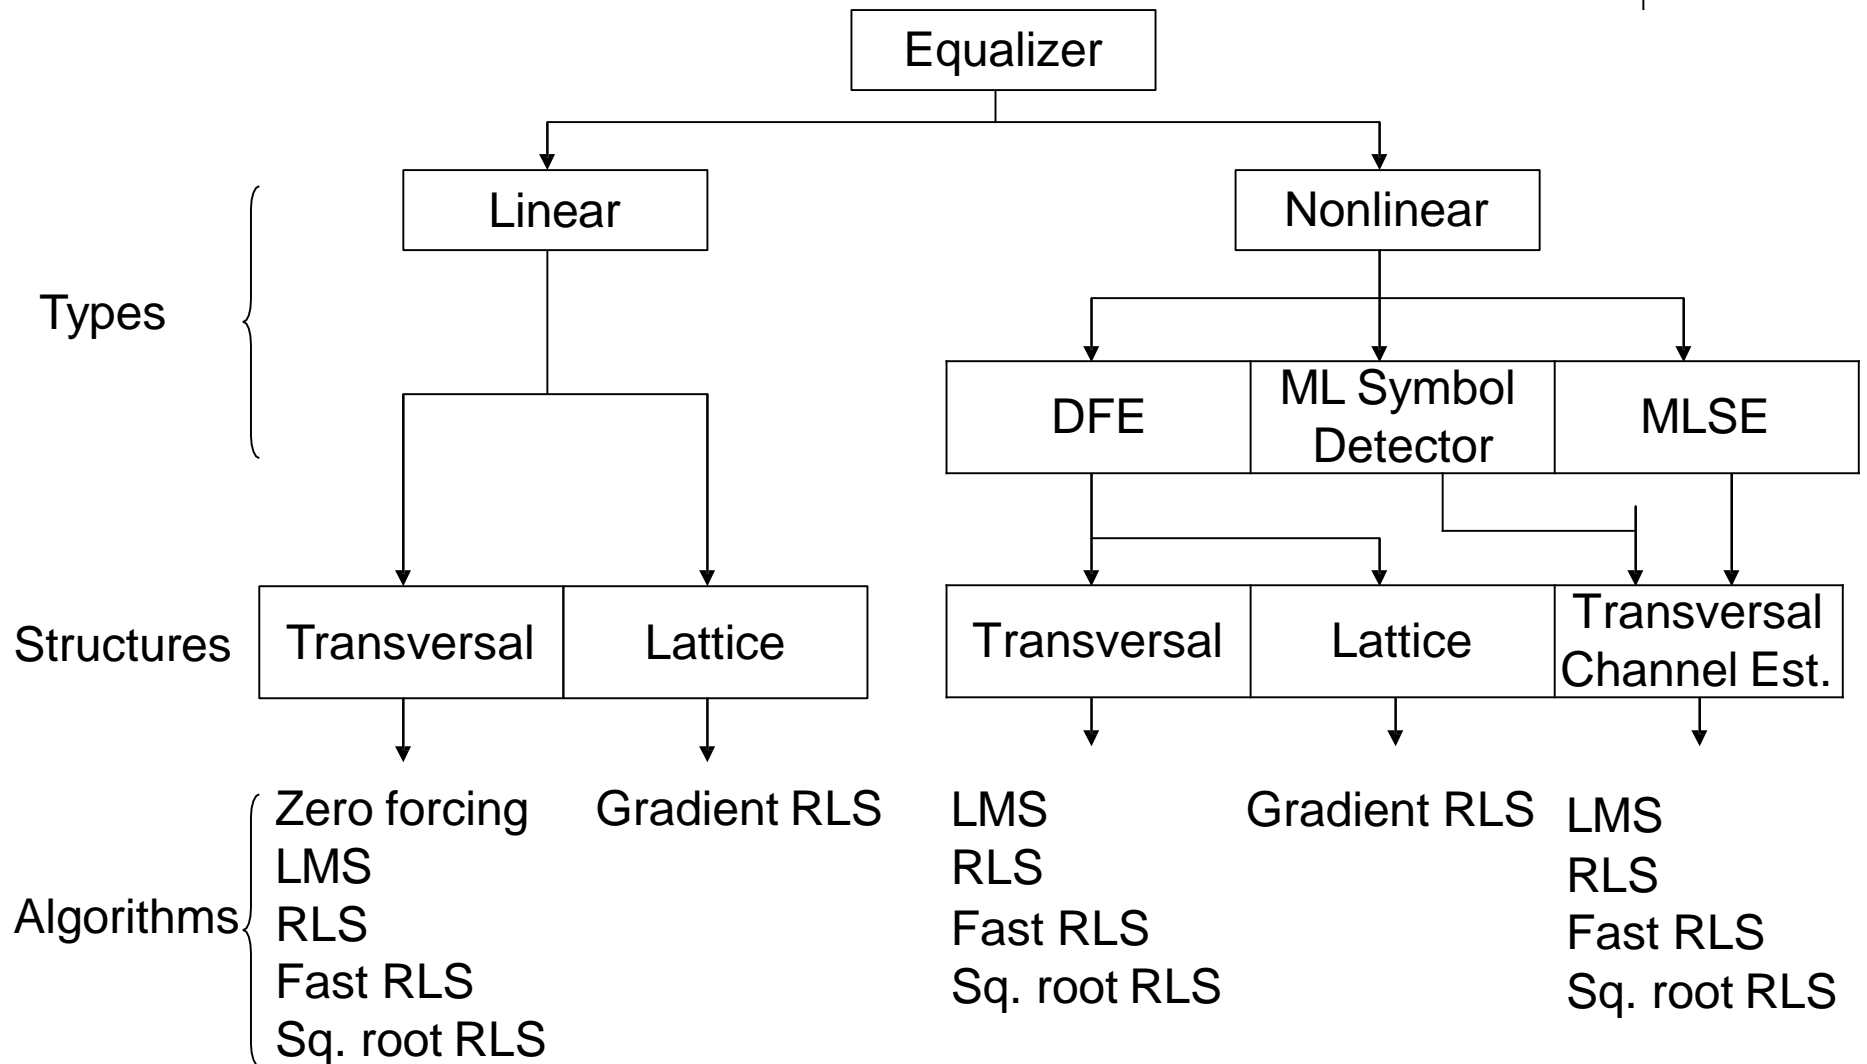 Equalizer
Linear
Nonlinear
Types
DFE
ML Symbol
Detector
MLSE
Structures
Transversal
Lattice
Transversal
Lattice
Transversal
Channel Est.
Algorithms
Zero forcing
LMS
RLS
Fast RLS
Sq. root RLS
Gradient RLS
LMS
RLS
Fast RLS
Sq. root RLS
Gradient RLS
LMS
RLS
Fast RLS
Sq. root RLS